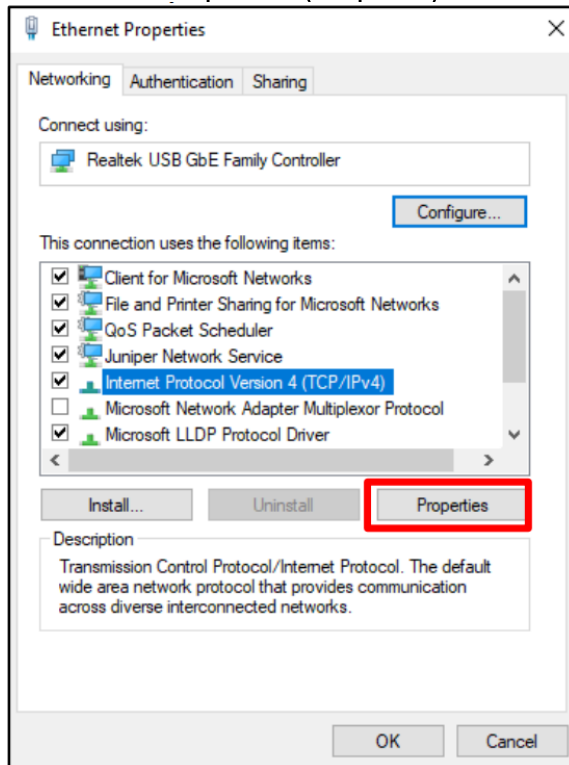 Ethernet Properties
Networking Authentication Sharing
Connect using:
Realtek USB GbE Family Controller
Configure...
This connection uses the following items:
Client for Microsoft Networks
File and Printer Sharing for Microsoft Networks
QoS Packet Scheduler
Juniper Network Service
Internet Protocol Version 4 (TCP/IPv4)
Microsoft Network Adapter Multiplexor Protocol
Microsoft LLDP Protocol Driver
Install... Uninstall Properties
Description
Transmission Control Protocol/Internet Protocol. The default
wide area network protocol that provides communication
across diverse interconnected networks.
OK Cancel